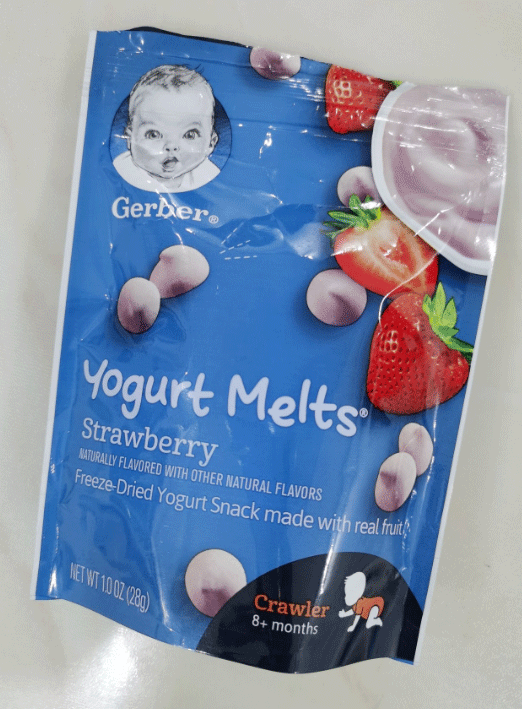 Gerber®
Yogurt Melts®
Strawberry
NATURALLY FLAVORED WITH OTHER NATURAL FLAVORS
Freeze-Dried Yogurt Snack made with real fruit
NET WT 1.0 OZ (28g)
Crawler
8+ months